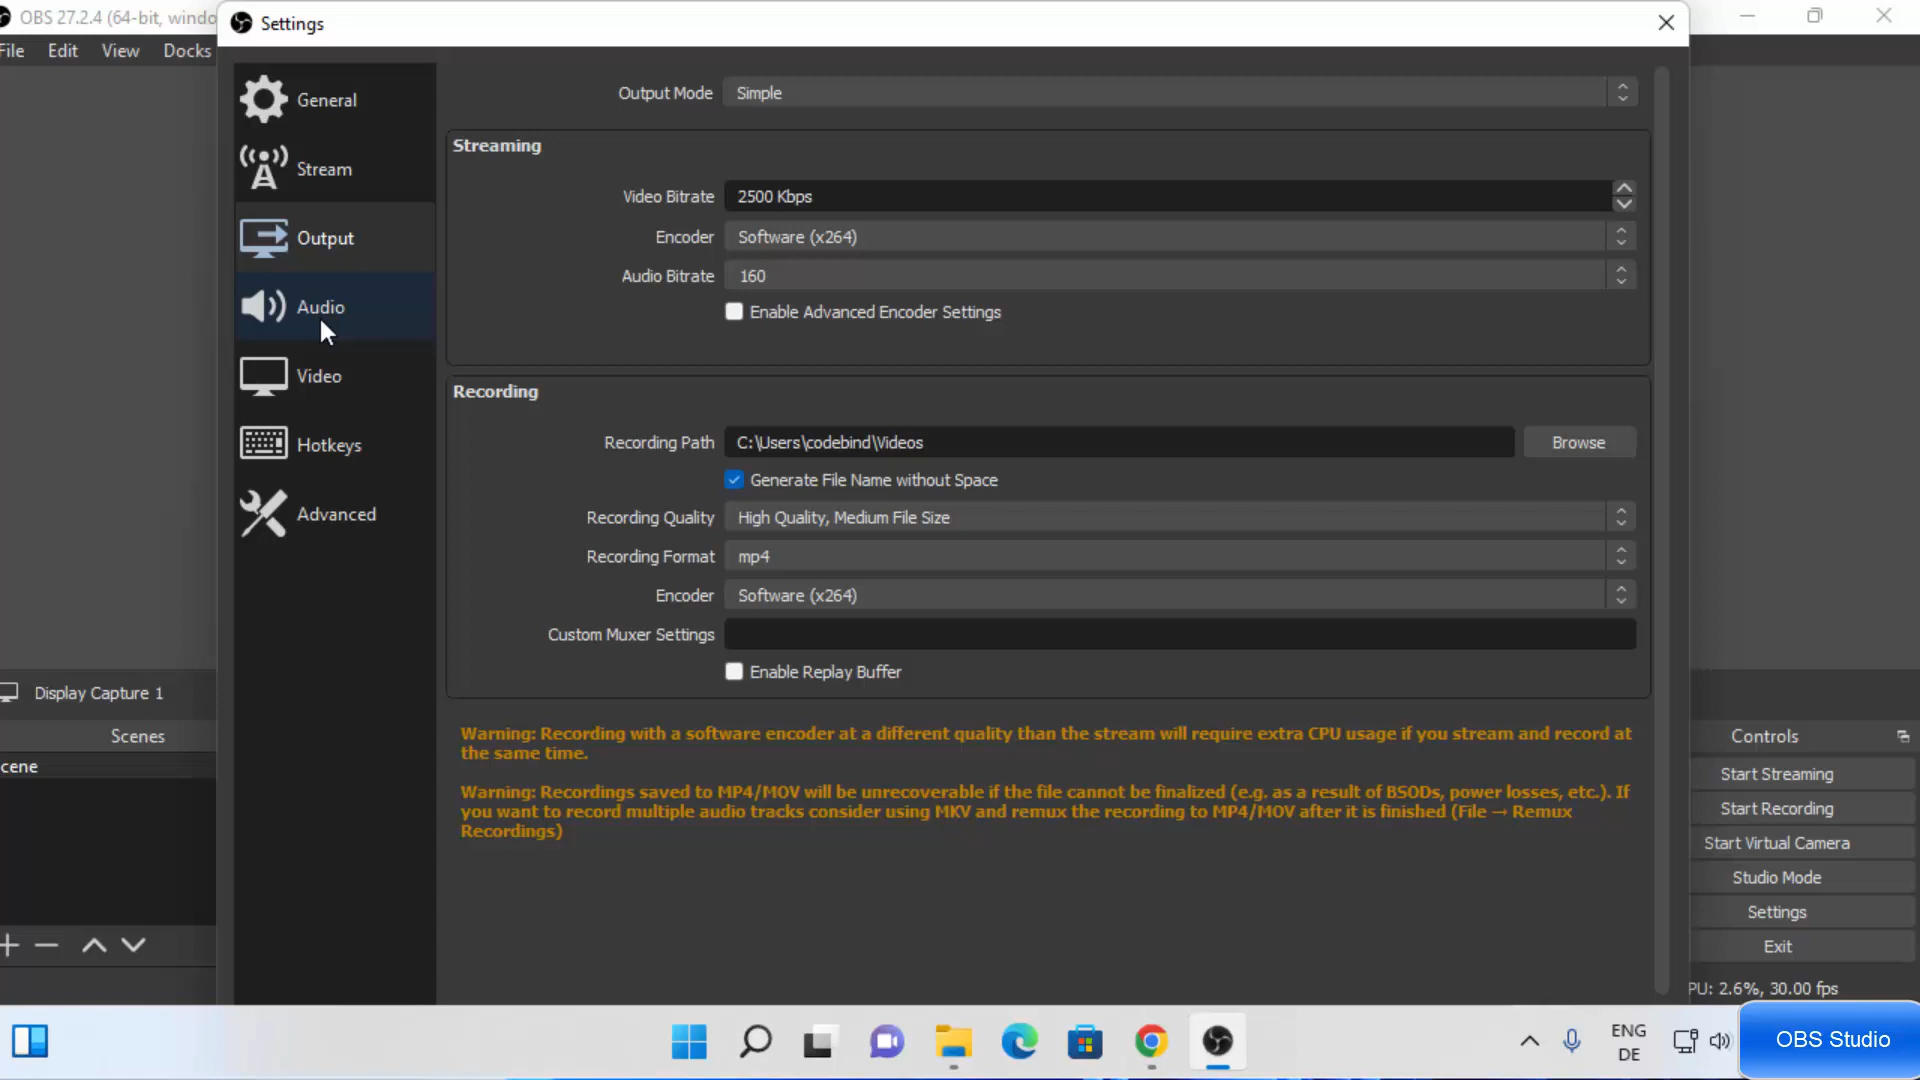 OBS 27.2.4 (64-bit, windo
Settings
File Edit View Docks
General
Stream
Output
Audio
Video
Hotkeys
Advanced
Output Mode Simple
Streaming
Video Bitrate 2500 Kbps
Encoder Software (x264)
Audio Bitrate 160
Enable Advanced Encoder Settings
Recording
Recording Path C:\Users\codebind\Videos Browse
Generate File Name without Space
Recording Quality High Quality, Medium File Size
Recording Format mp4
Encoder Software (x264)
Custom Muxer Settings
Enable Replay Buffer
Warning: Recording with a software encoder at a different quality than the stream will require extra CPU usage if you stream and record at
the same time.
Warning: Recordings saved to MP4/MOV will be unrecoverable if the file cannot be finalized (e.g. as a result of BSODs, power losses, etc.). If
you want to record multiple audio tracks consider using MKV and remux the recording to MP4/MOV after it is finished (File → Remux
Recordings)
Display Capture 1
Scenes
cene
Controls
Start Streaming
Start Recording
Start Virtual Camera
Studio Mode
Settings
Exit
PU: 2.6%, 30.00 fps
ENG
DE
OBS Studio